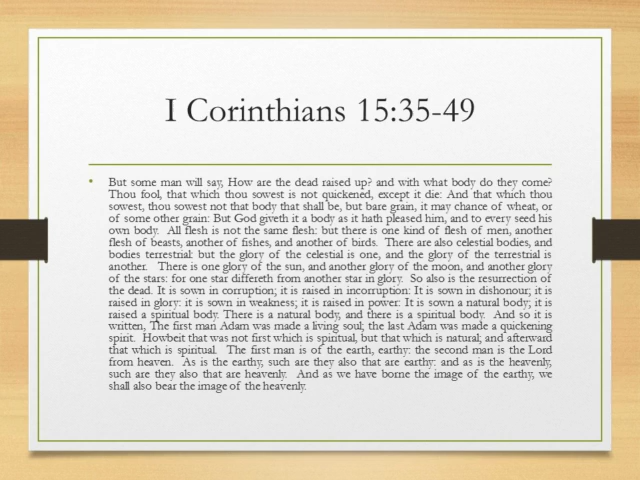 I Corinthians 15:35-49
• But some man will say, How are the dead raised up? and with what body do they come?
Thou fool, that which thou sowest is not quickened, except it die: And that which thou
sowest, thou sowest not that body that shall be, but bare grain, it may chance of wheat, or
of some other grain: But God giveth it a body as it hath pleased him, and to every seed his
own body. All flesh is not the same flesh: but there is one kind of flesh of men, another
flesh of beasts, another of fishes, and another of birds. There are also celestial bodies, and
bodies terrestrial: but the glory of the celestial is one, and the glory of the terrestrial is
another. There is one glory of the sun, and another glory of the moon, and another glory
of the stars: for one star differeth from another star in glory. So also is the resurrection of
the dead. It is sown in corruption; it is raised in incorruption: It is sown in dishonour; it is
raised in glory: it is sown in weakness; it is raised in power: It is sown a natural body; it is
raised a spiritual body. There is a natural body, and there is a spiritual body. And so it is
written, The first man Adam was made a living soul; the last Adam was made a quickening
spirit. Howbeit that was not first which is spiritual, but that which is natural; and afterward
that which is spiritual. The first man is of the earth, earthy: the second man is the Lord
from heaven. As is the earthy, such are they also that are earthy: and as is the heavenly,
such are they also that are heavenly. And as we have borne the image of the earthy, we
shall also bear the image of the heavenly.